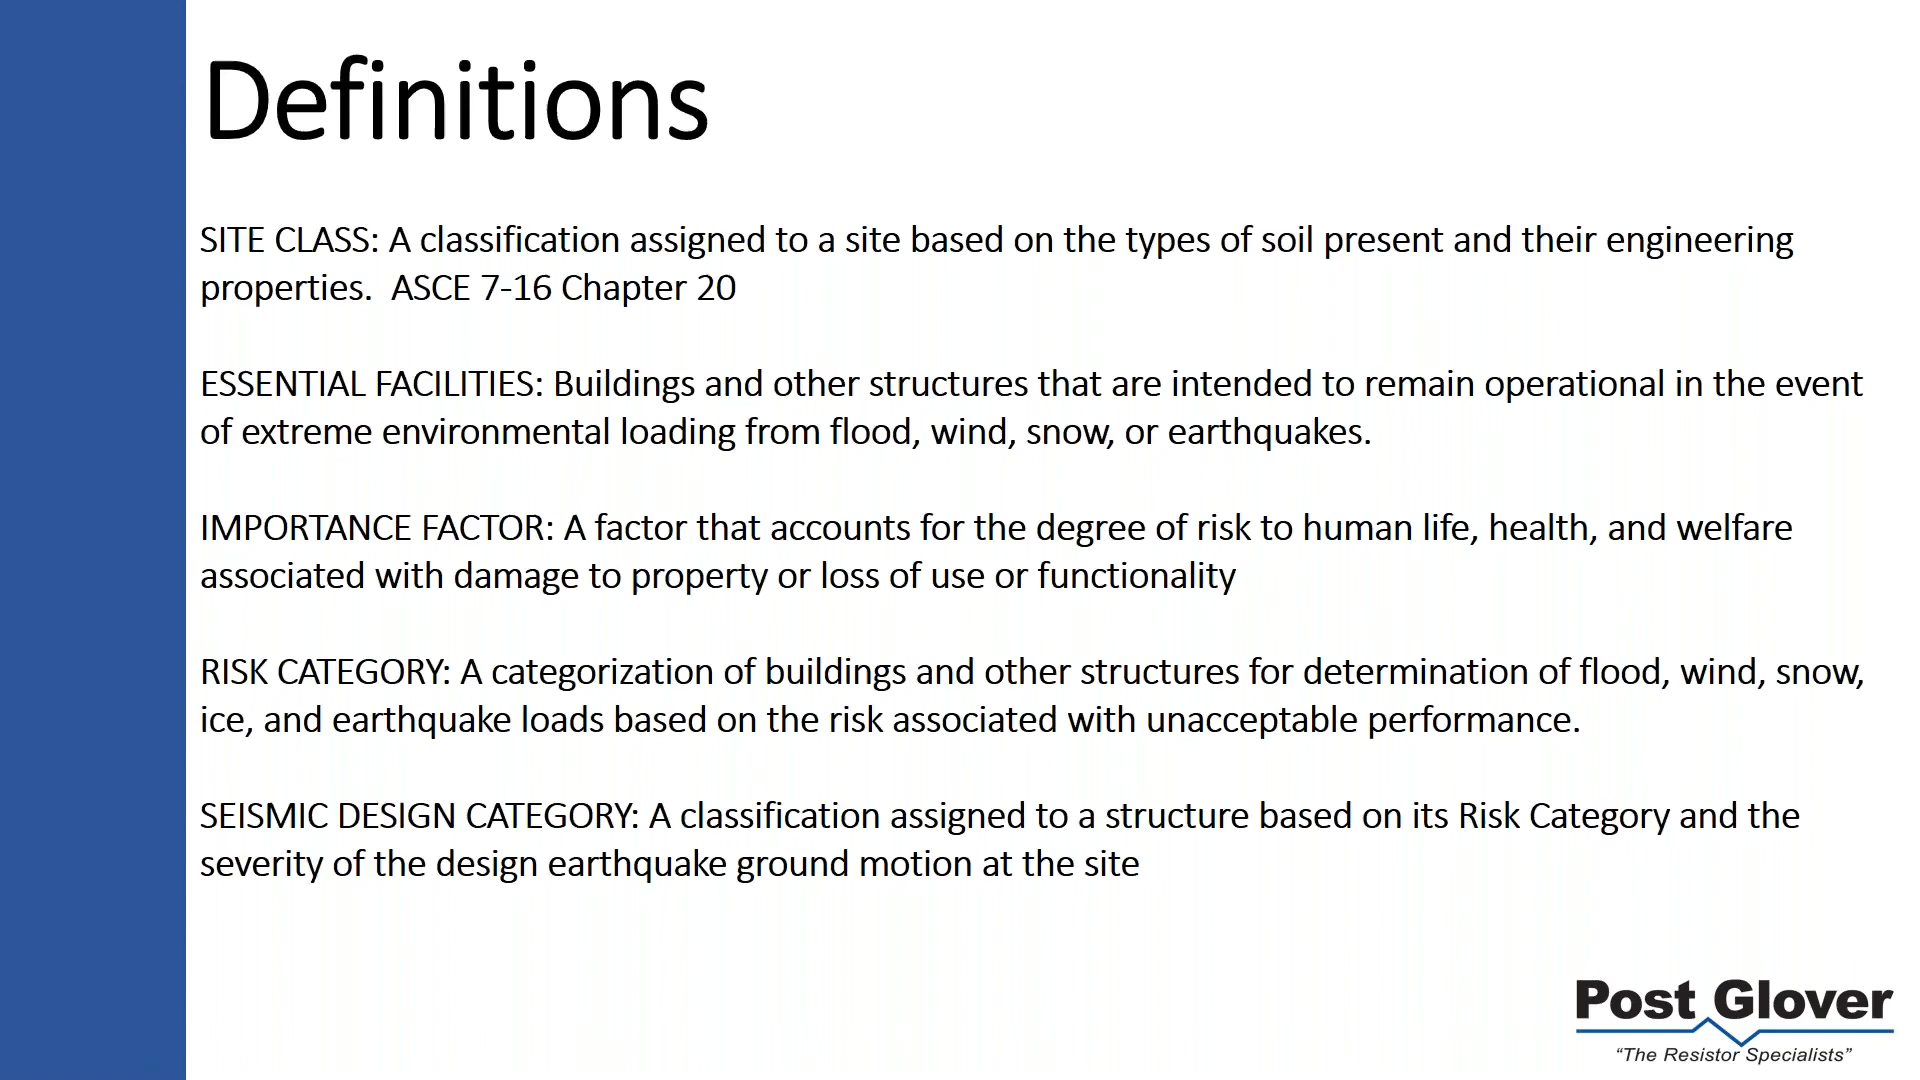 Definitions
SITE CLASS: A classification assigned to a site based on the types of soil present and their engineering
properties.  ASCE 7-16 Chapter 20
ESSENTIAL FACILITIES: Buildings and other structures that are intended to remain operational in the event
of extreme environmental loading from flood, wind, snow, or earthquakes.
IMPORTANCE FACTOR: A factor that accounts for the degree of risk to human life, health, and welfare
associated with damage to property or loss of use or functionality
RISK CATEGORY: A categorization of buildings and other structures for determination of flood, wind, snow,
ice, and earthquake loads based on the risk associated with unacceptable performance.
SEISMIC DESIGN CATEGORY: A classification assigned to a structure based on its Risk Category and the
severity of the design earthquake ground motion at the site
Post Glover
“The Resistor Specialists”